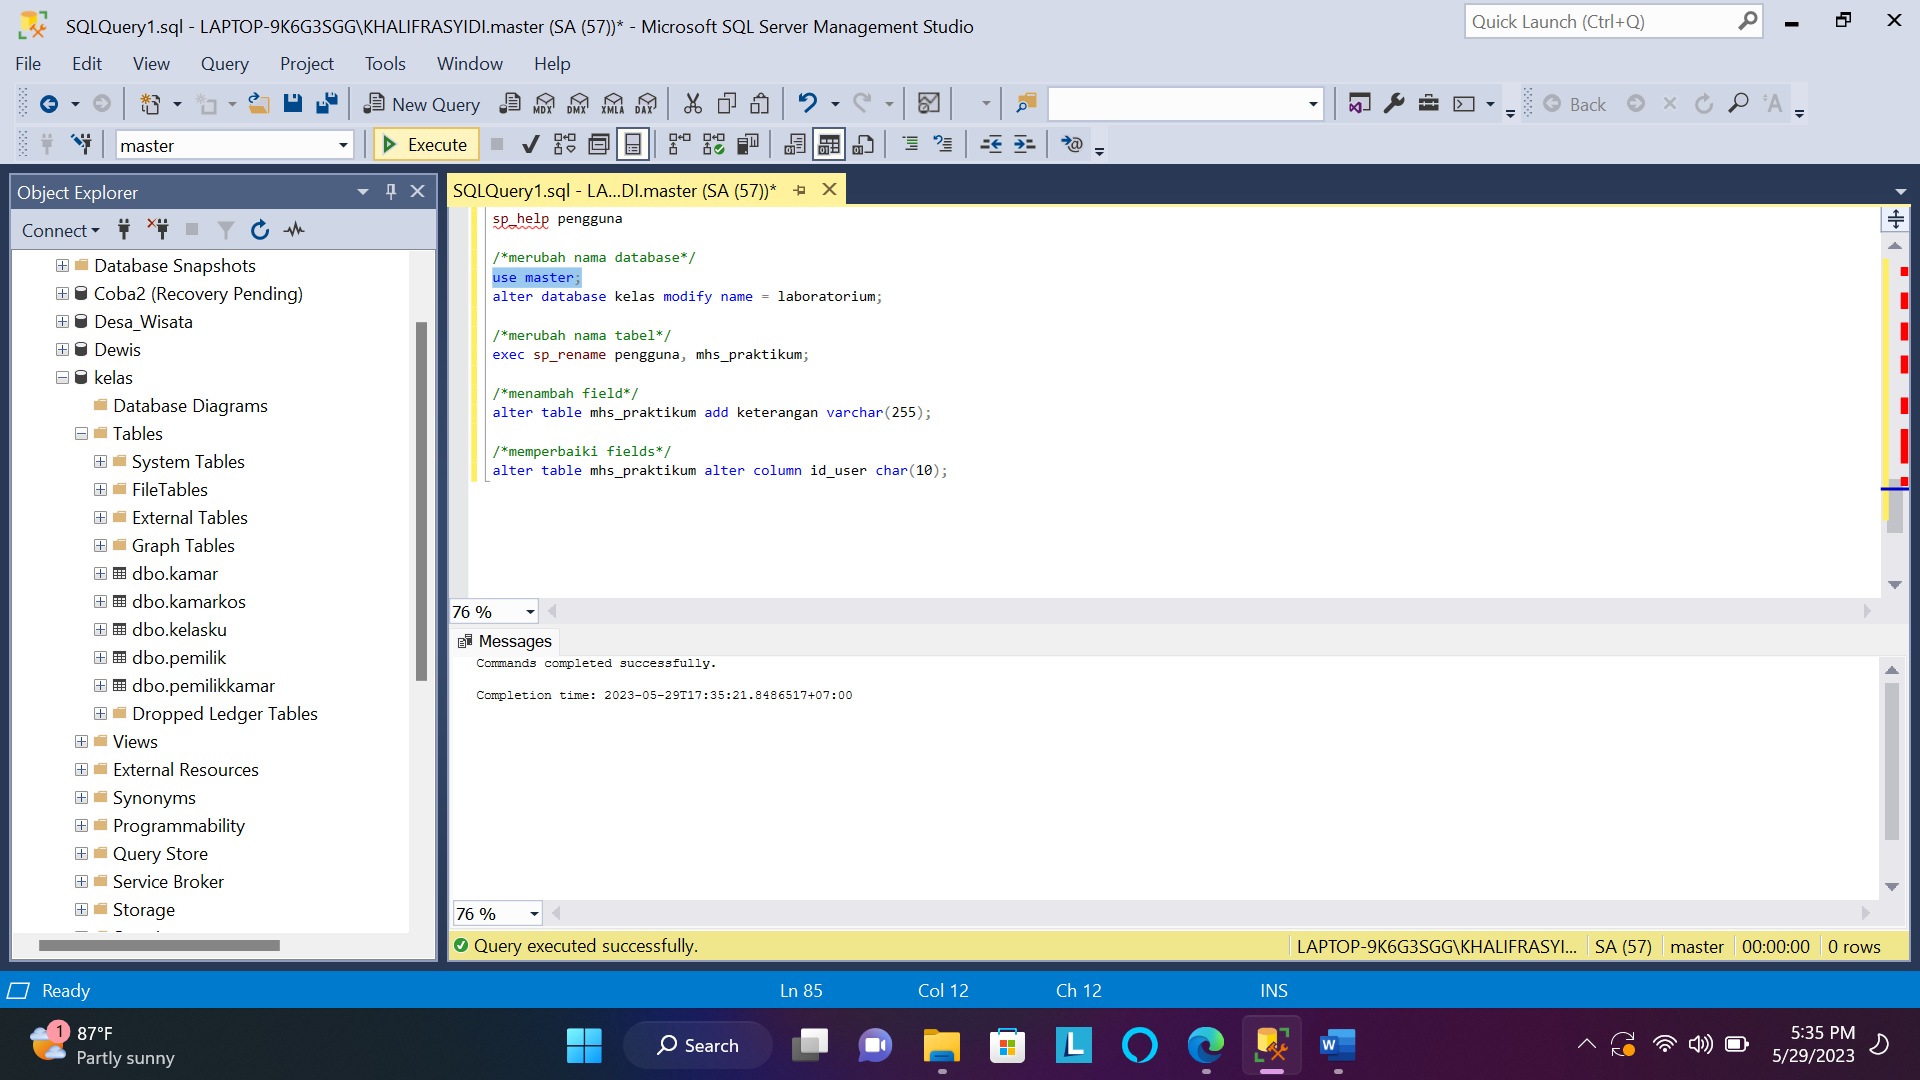 SQLQuery1.sql - LAPTOP-9K6G3SGG\KHALIFRASYIDI.master (SA (57))* - Microsoft SQL Server Management Studio
Quick Launch (Ctrl+Q)
File Edit View Query Project Tools Window Help
New Query MDX DMX XMLA DAX Back
master Execute
Object Explorer
Connect
Database Snapshots
Coba2 (Recovery Pending)
Desa_Wisata
Dewis
kelas
Database Diagrams
Tables
System Tables
FileTables
External Tables
Graph Tables
dbo.kamar
dbo.kamarkos
dbo.kelasku
dbo.pemilik
dbo.pemilikkamar
Dropped Ledger Tables
Views
External Resources
Synonyms
Programmability
Query Store
Service Broker
Storage
SQLQuery1.sql - LA...DI.master (SA (57))*
sp_help pengguna
/*merubah nama database*/
use master;
alter database kelas modify name = laboratorium;
/*merubah nama tabel*/
exec sp_rename pengguna, mhs_praktikum;
/*menambah field*/
alter table mhs_praktikum add keterangan varchar(255);
/*memperbaiki fields*/
alter table mhs_praktikum alter column id_user char(10);
76 %
Messages
Commands completed successfully.
Completion time: 2023-05-29T17:35:21.8486517+07:00
76 %
Query executed successfully. LAPTOP-9K6G3SGG\KHALIFRASYI... SA (57) master 00:00:00 0 rows
Ready Ln 85 Col 12 Ch 12 INS
1 87°F
Partly sunny
Search
L
W
5:35 PM
5/29/2023